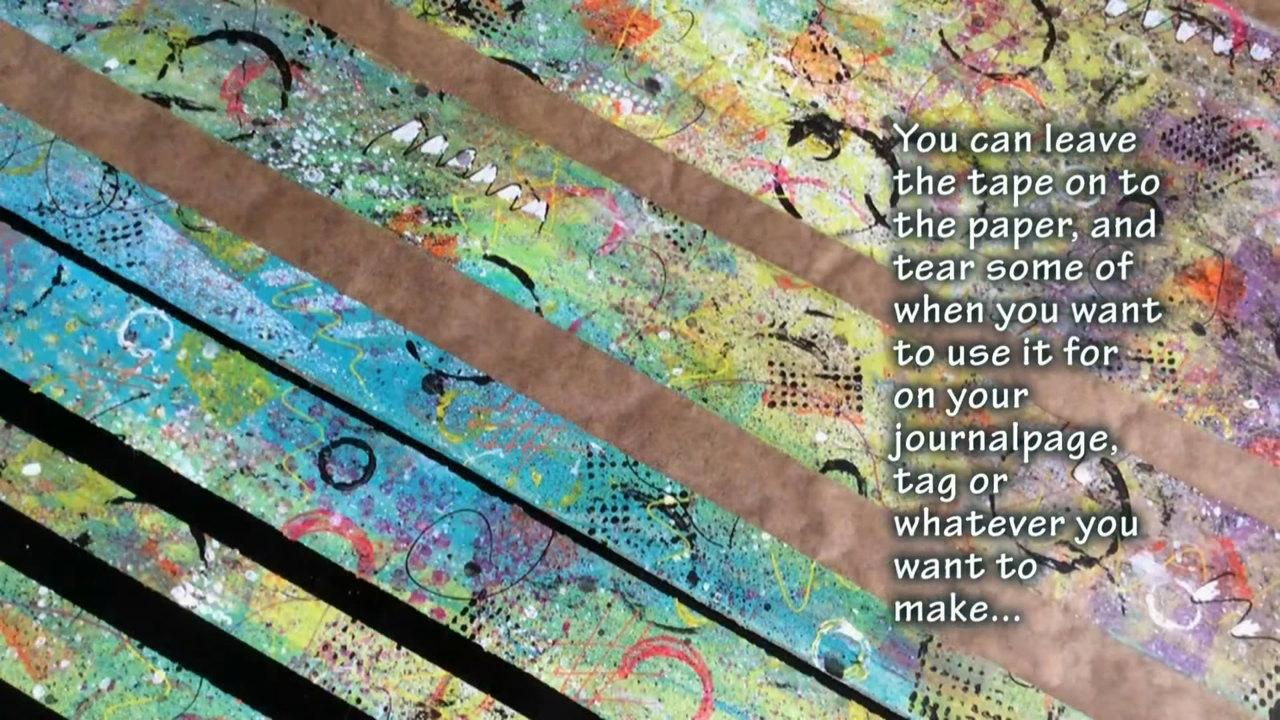 You can leave
the tape on to
the paper, and
tear some of
when you want
to use it for
on your
journalpage,
tag or
whatever you
want to
make...